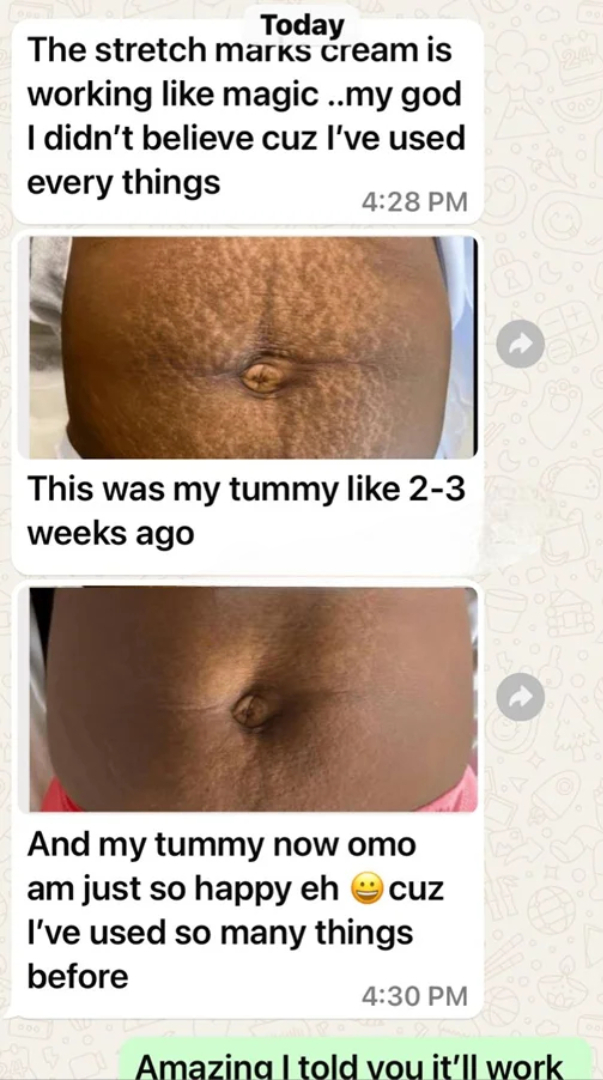 Today
The stretch marks cream is
working like magic ..my god
I didn't believe cuz I've used
every things
4:28 PM
This was my tummy like 2-3
weeks ago
And my tummy now omo
am just so happy eh 😀cuz
I've used so many things
before
4:30 PM
Amazing I told you it'll work